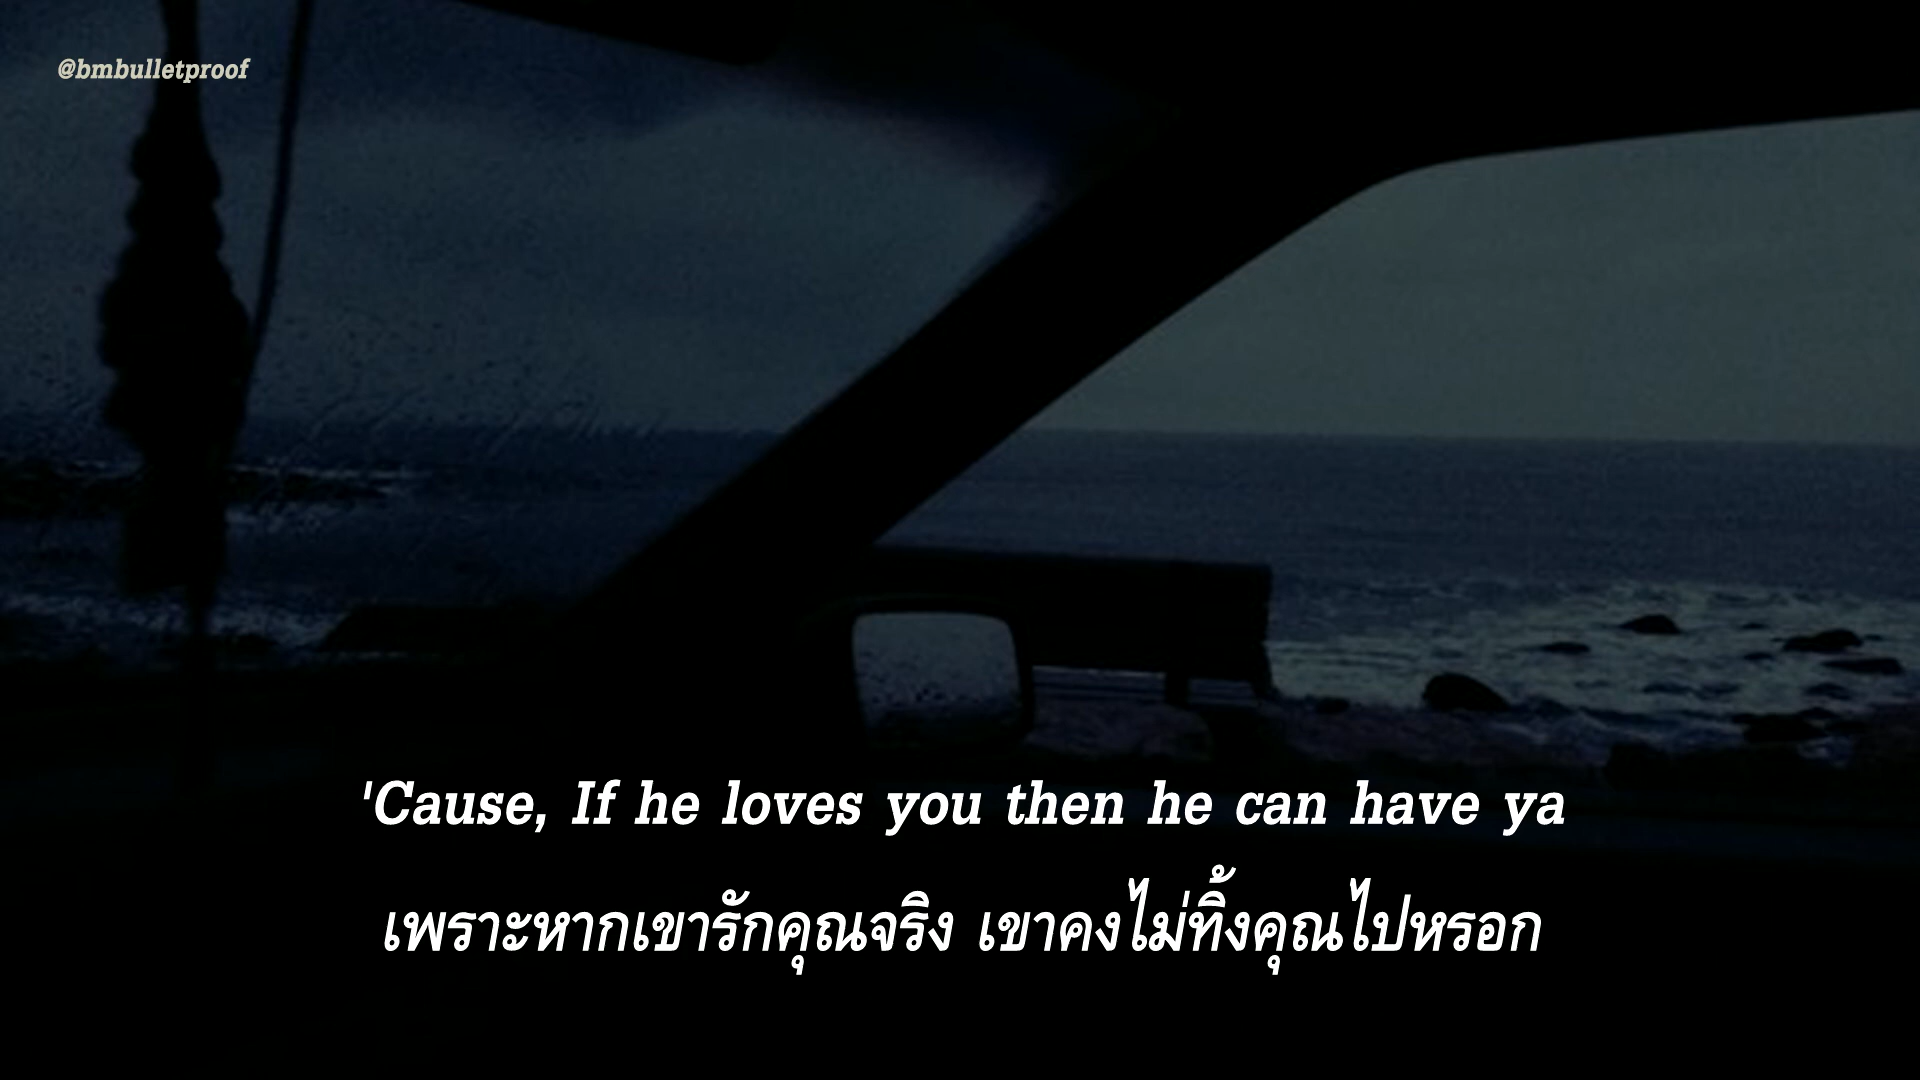 @bmbulletproof
'Cause, If he loves you then he can have ya
เพราะหากเขารักคุณจริง เขาคงไม่ทิ้งคุณไปหรอก